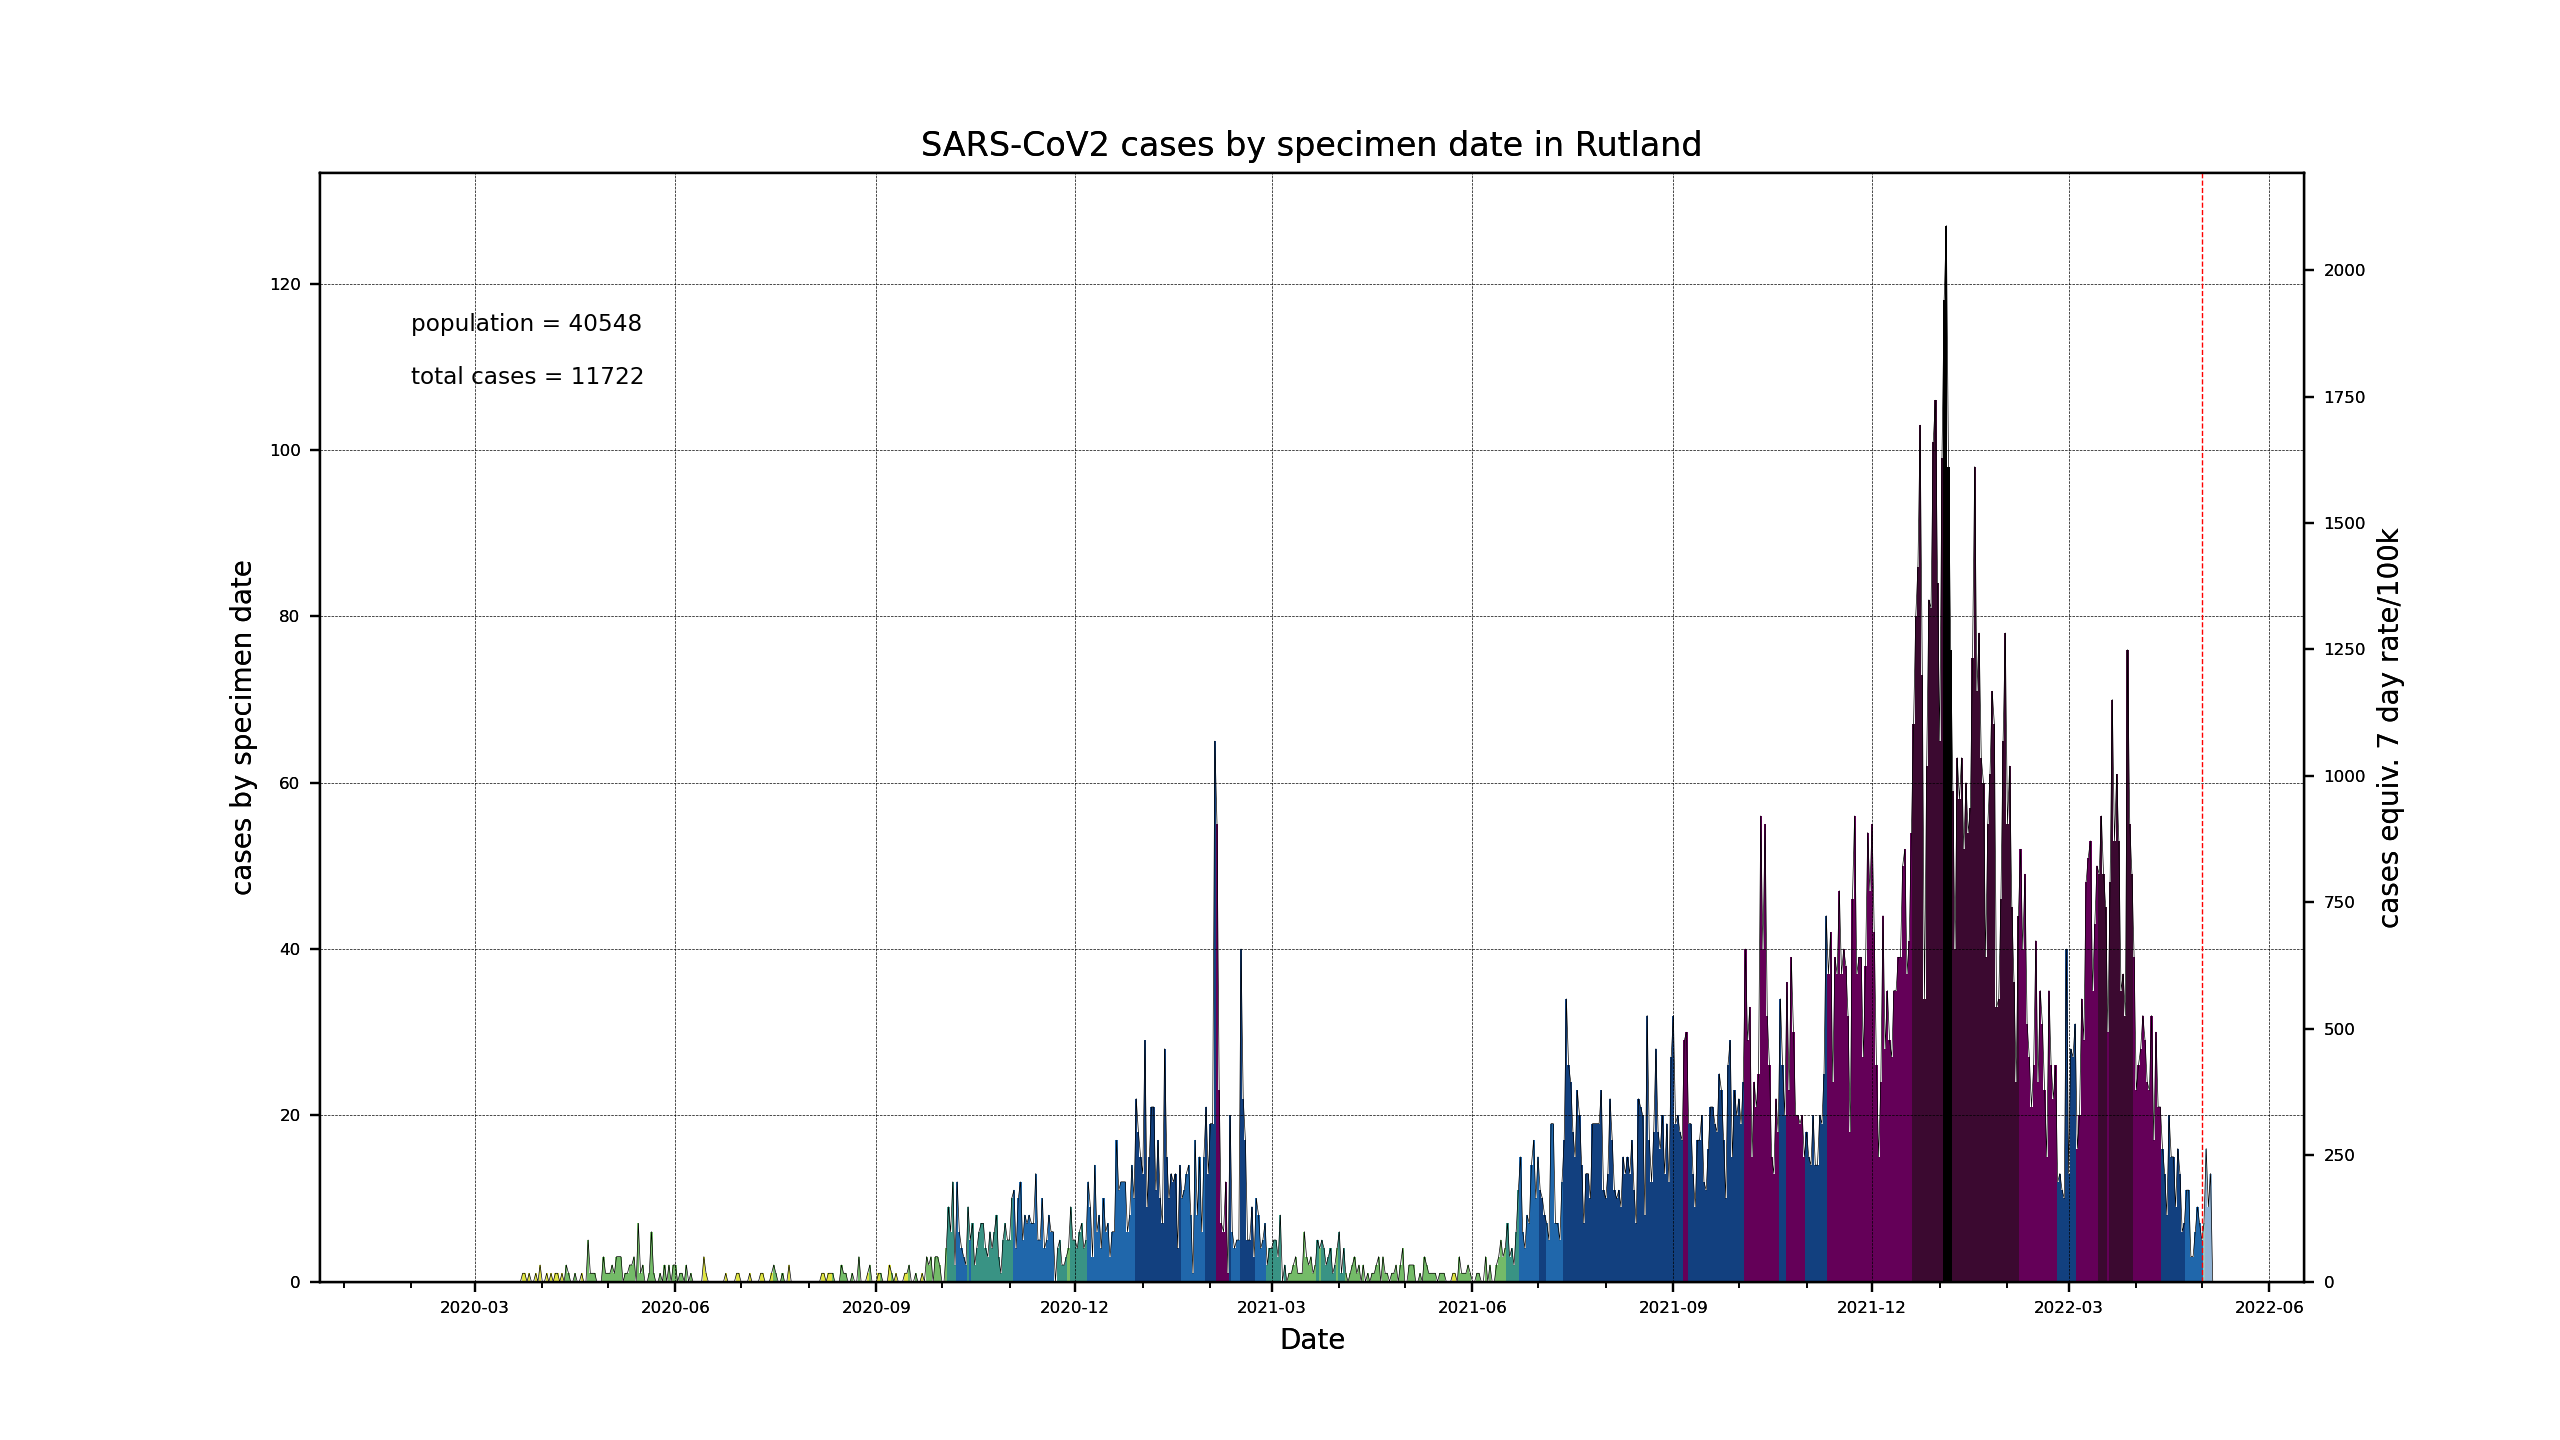 SARS-CoV2 cases by specimen date in Rutland
population = 40548
total cases = 11722
cases by specimen date
120
100
80
60
40
20
0
2000
1750
1500
1250
1000
750
500
250
0
cases equiv. 7 day rate/100k
2020-03 2020-06 2020-09 2020-12 2021-03 2021-06 2021-09 2021-12 2022-03 2022-06
Date